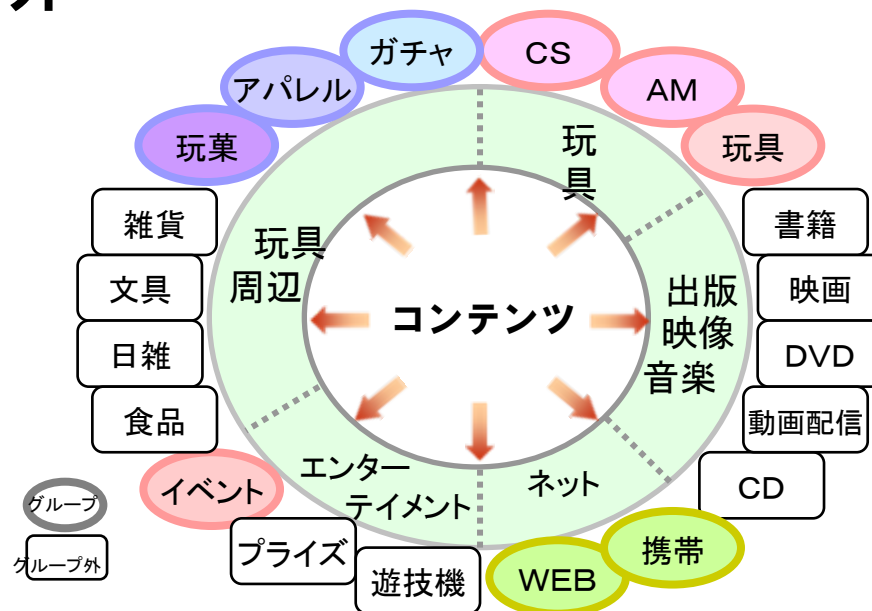 ガチャ
CS
アパレル
AM
玩菓
玩具
玩
具
雑貨
書籍
玩具
周辺
文具
出版
映像
音楽
映画
コンテンツ
日雑
DVD
食品
動画配信
エンター
テイメント
ネット
イベント
CD
グループ
プライズ
携帯
グループ外
遊技機
WEB